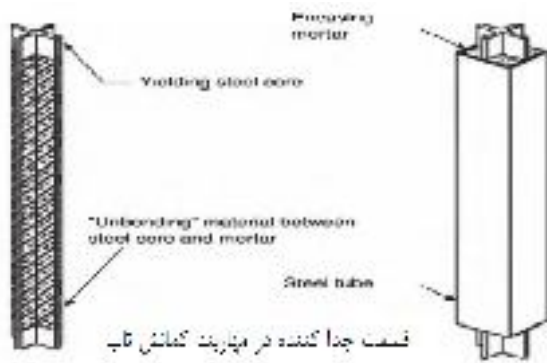 Encasing
mortar
Yielding steel core
"Unbonding" material between
steel core and mortar
Steel tube
قسمت جدا کننده در مهاربند کمانش تاب